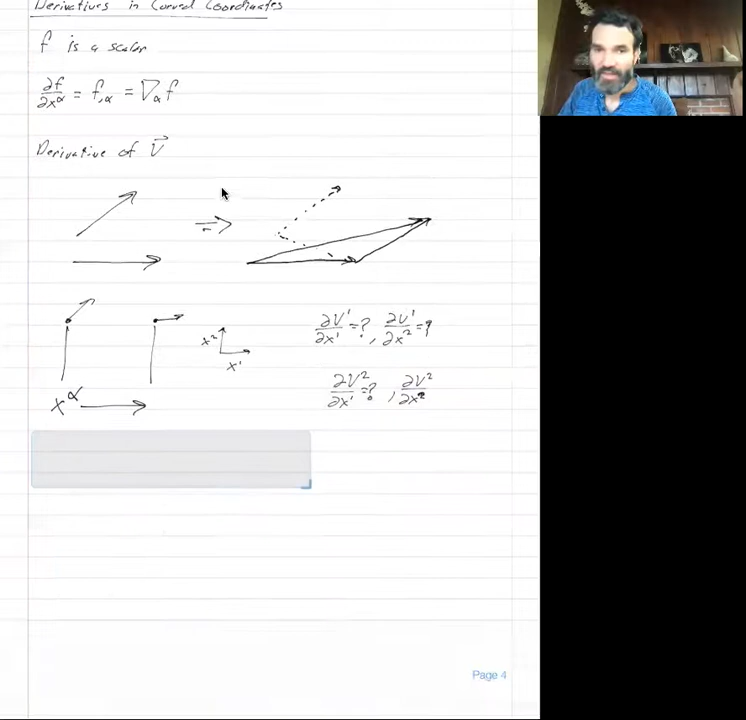 Derivatives in Curved Coordinates
f is a scalar
∂f/∂x^α = f,α = ∇_α f
Derivative of V⃗
⇒
∂V¹/∂x¹ = ?, ∂V¹/∂x² = ?
x²
x¹
∂V²/∂x¹ = ?, ∂V²/∂x²
x^α
Page 4